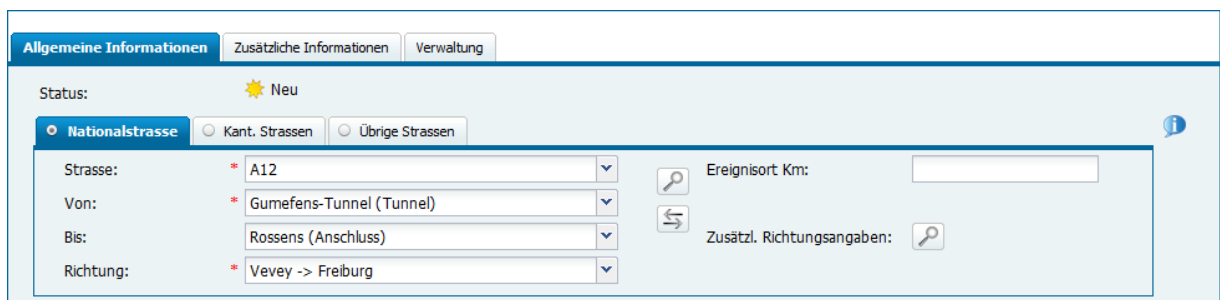 Allgemeine Informationen Zusätzliche Informationen Verwaltung
Status: Neu
Nationalstrasse Kant. Strassen Übrige Strassen
Strasse: * A12 Ereignisort Km:
Von: * Gumefens-Tunnel (Tunnel)
Bis: Rossens (Anschluss) Zusätzl. Richtungsangaben:
Richtung: * Vevey -> Freiburg